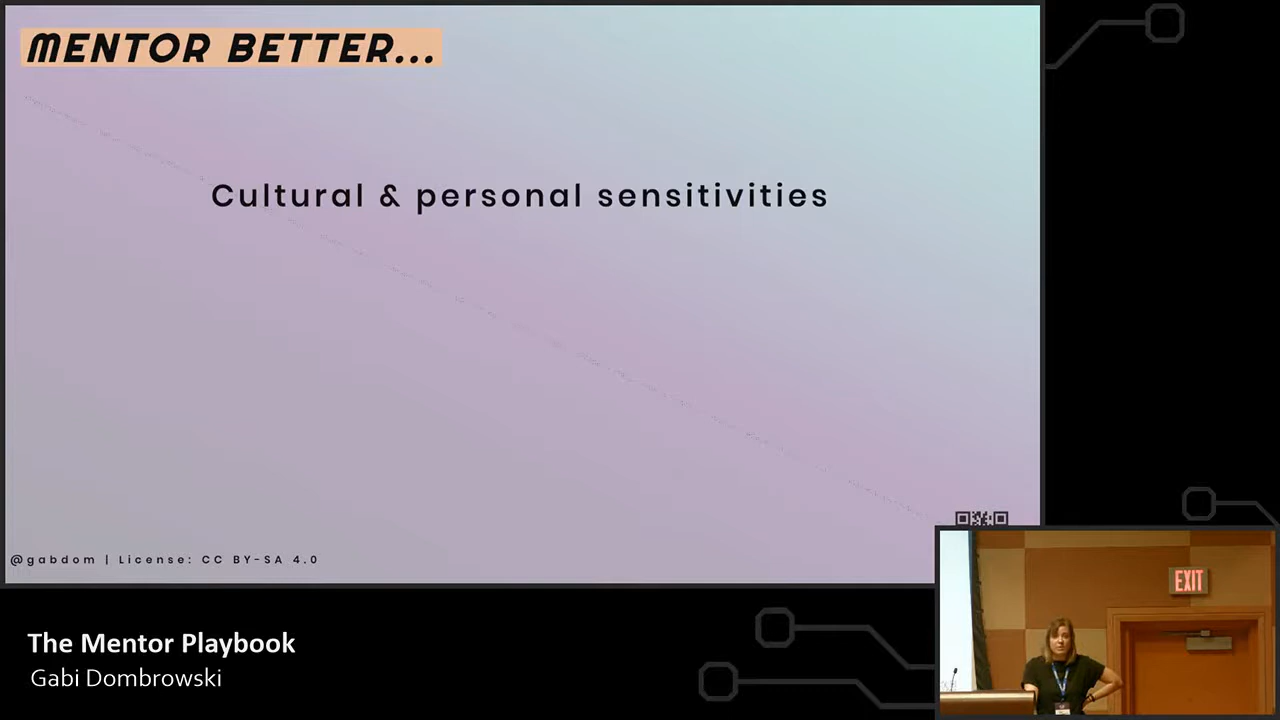 MENTOR BETTER...
Cultural & personal sensitivities
@gabdom | License: CC BY-SA 4.0
EXIT
The Mentor Playbook
Gabi Dombrowski